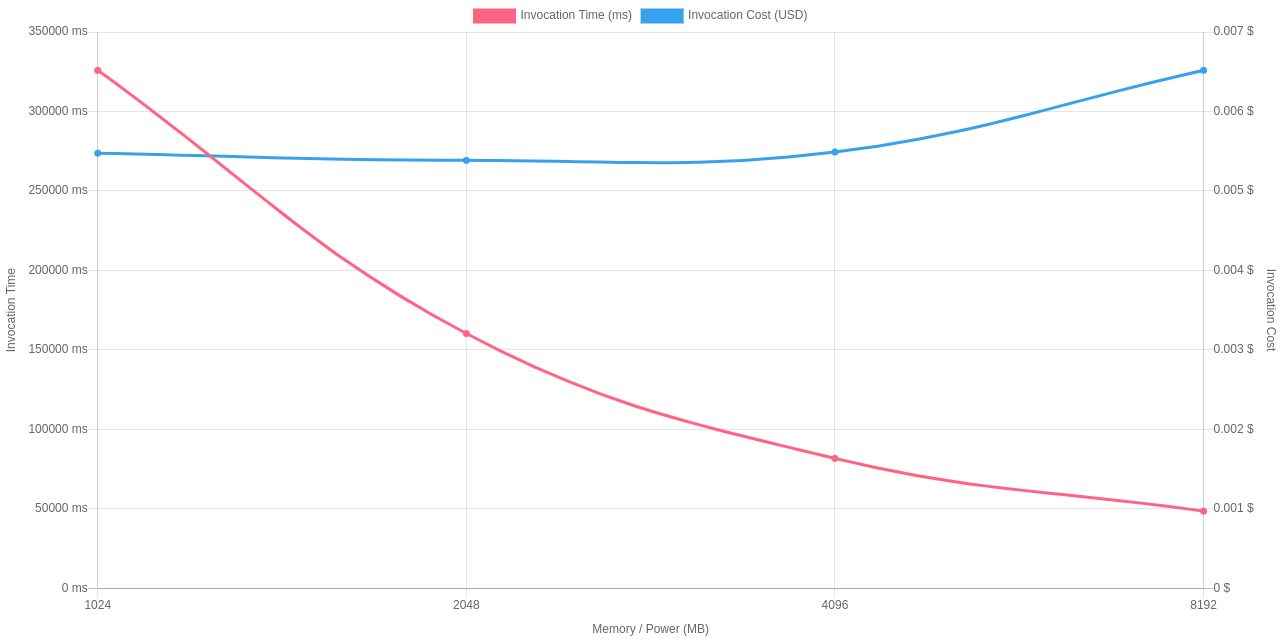 Invocation Time (ms) Invocation Cost (USD)
350000 ms 0.007 $
300000 ms 0.006 $
250000 ms 0.005 $
200000 ms 0.004 $
150000 ms 0.003 $
100000 ms 0.002 $
50000 ms 0.001 $
0 ms 0 $
Invocation Time
Invocation Cost
1024 2048 4096 8192
Memory / Power (MB)